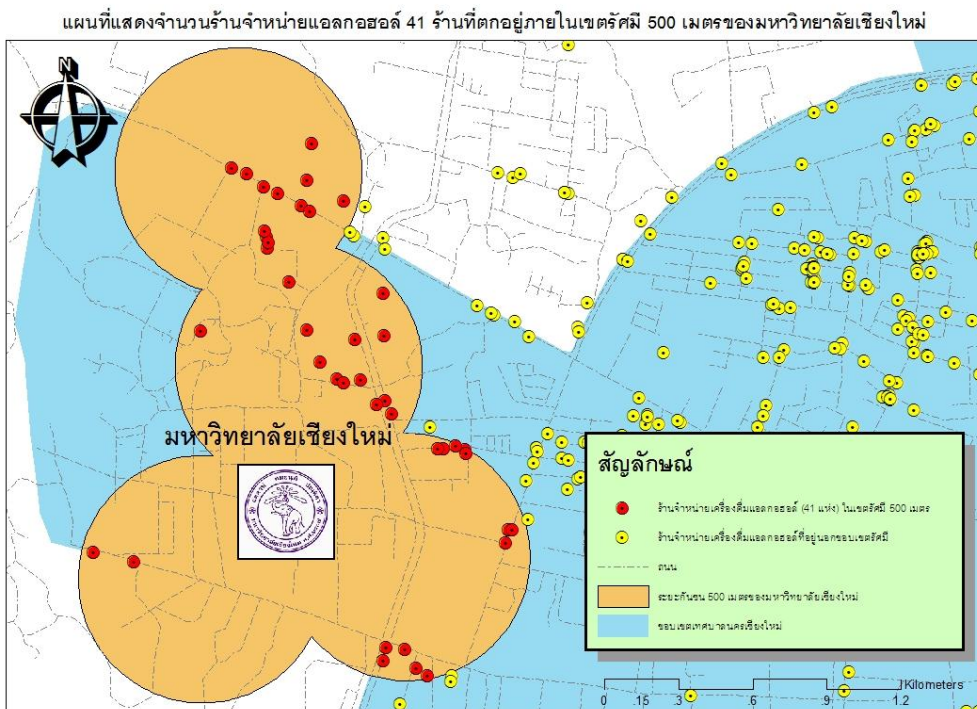 แผนที่แสดงจำนวนร้านจำหน่ายแอลกอฮอล์ 41 ร้านที่ตกอยู่ภายในเขตรัศมี 500 เมตรของมหาวิทยาลัยเชียงใหม่
N
มหาวิทยาลัยเชียงใหม่
สัญลักษณ์
ร้านจำหน่ายเครื่องดื่มแอลกอฮอล์ (41 แห่ง) ในเขตรัศมี 500 เมตร
ร้านจำหน่ายเครื่องดื่มแอลกอฮอล์ที่อยู่นอกขอบเขตรัศมี
ถนน
ระยะกันชน 500 เมตรของมหาวิทยาลัยเชียงใหม่
ขอบเขตเทศบาลนครเชียงใหม่
Kilometers
0 .15 .3 .6 .9 1.2